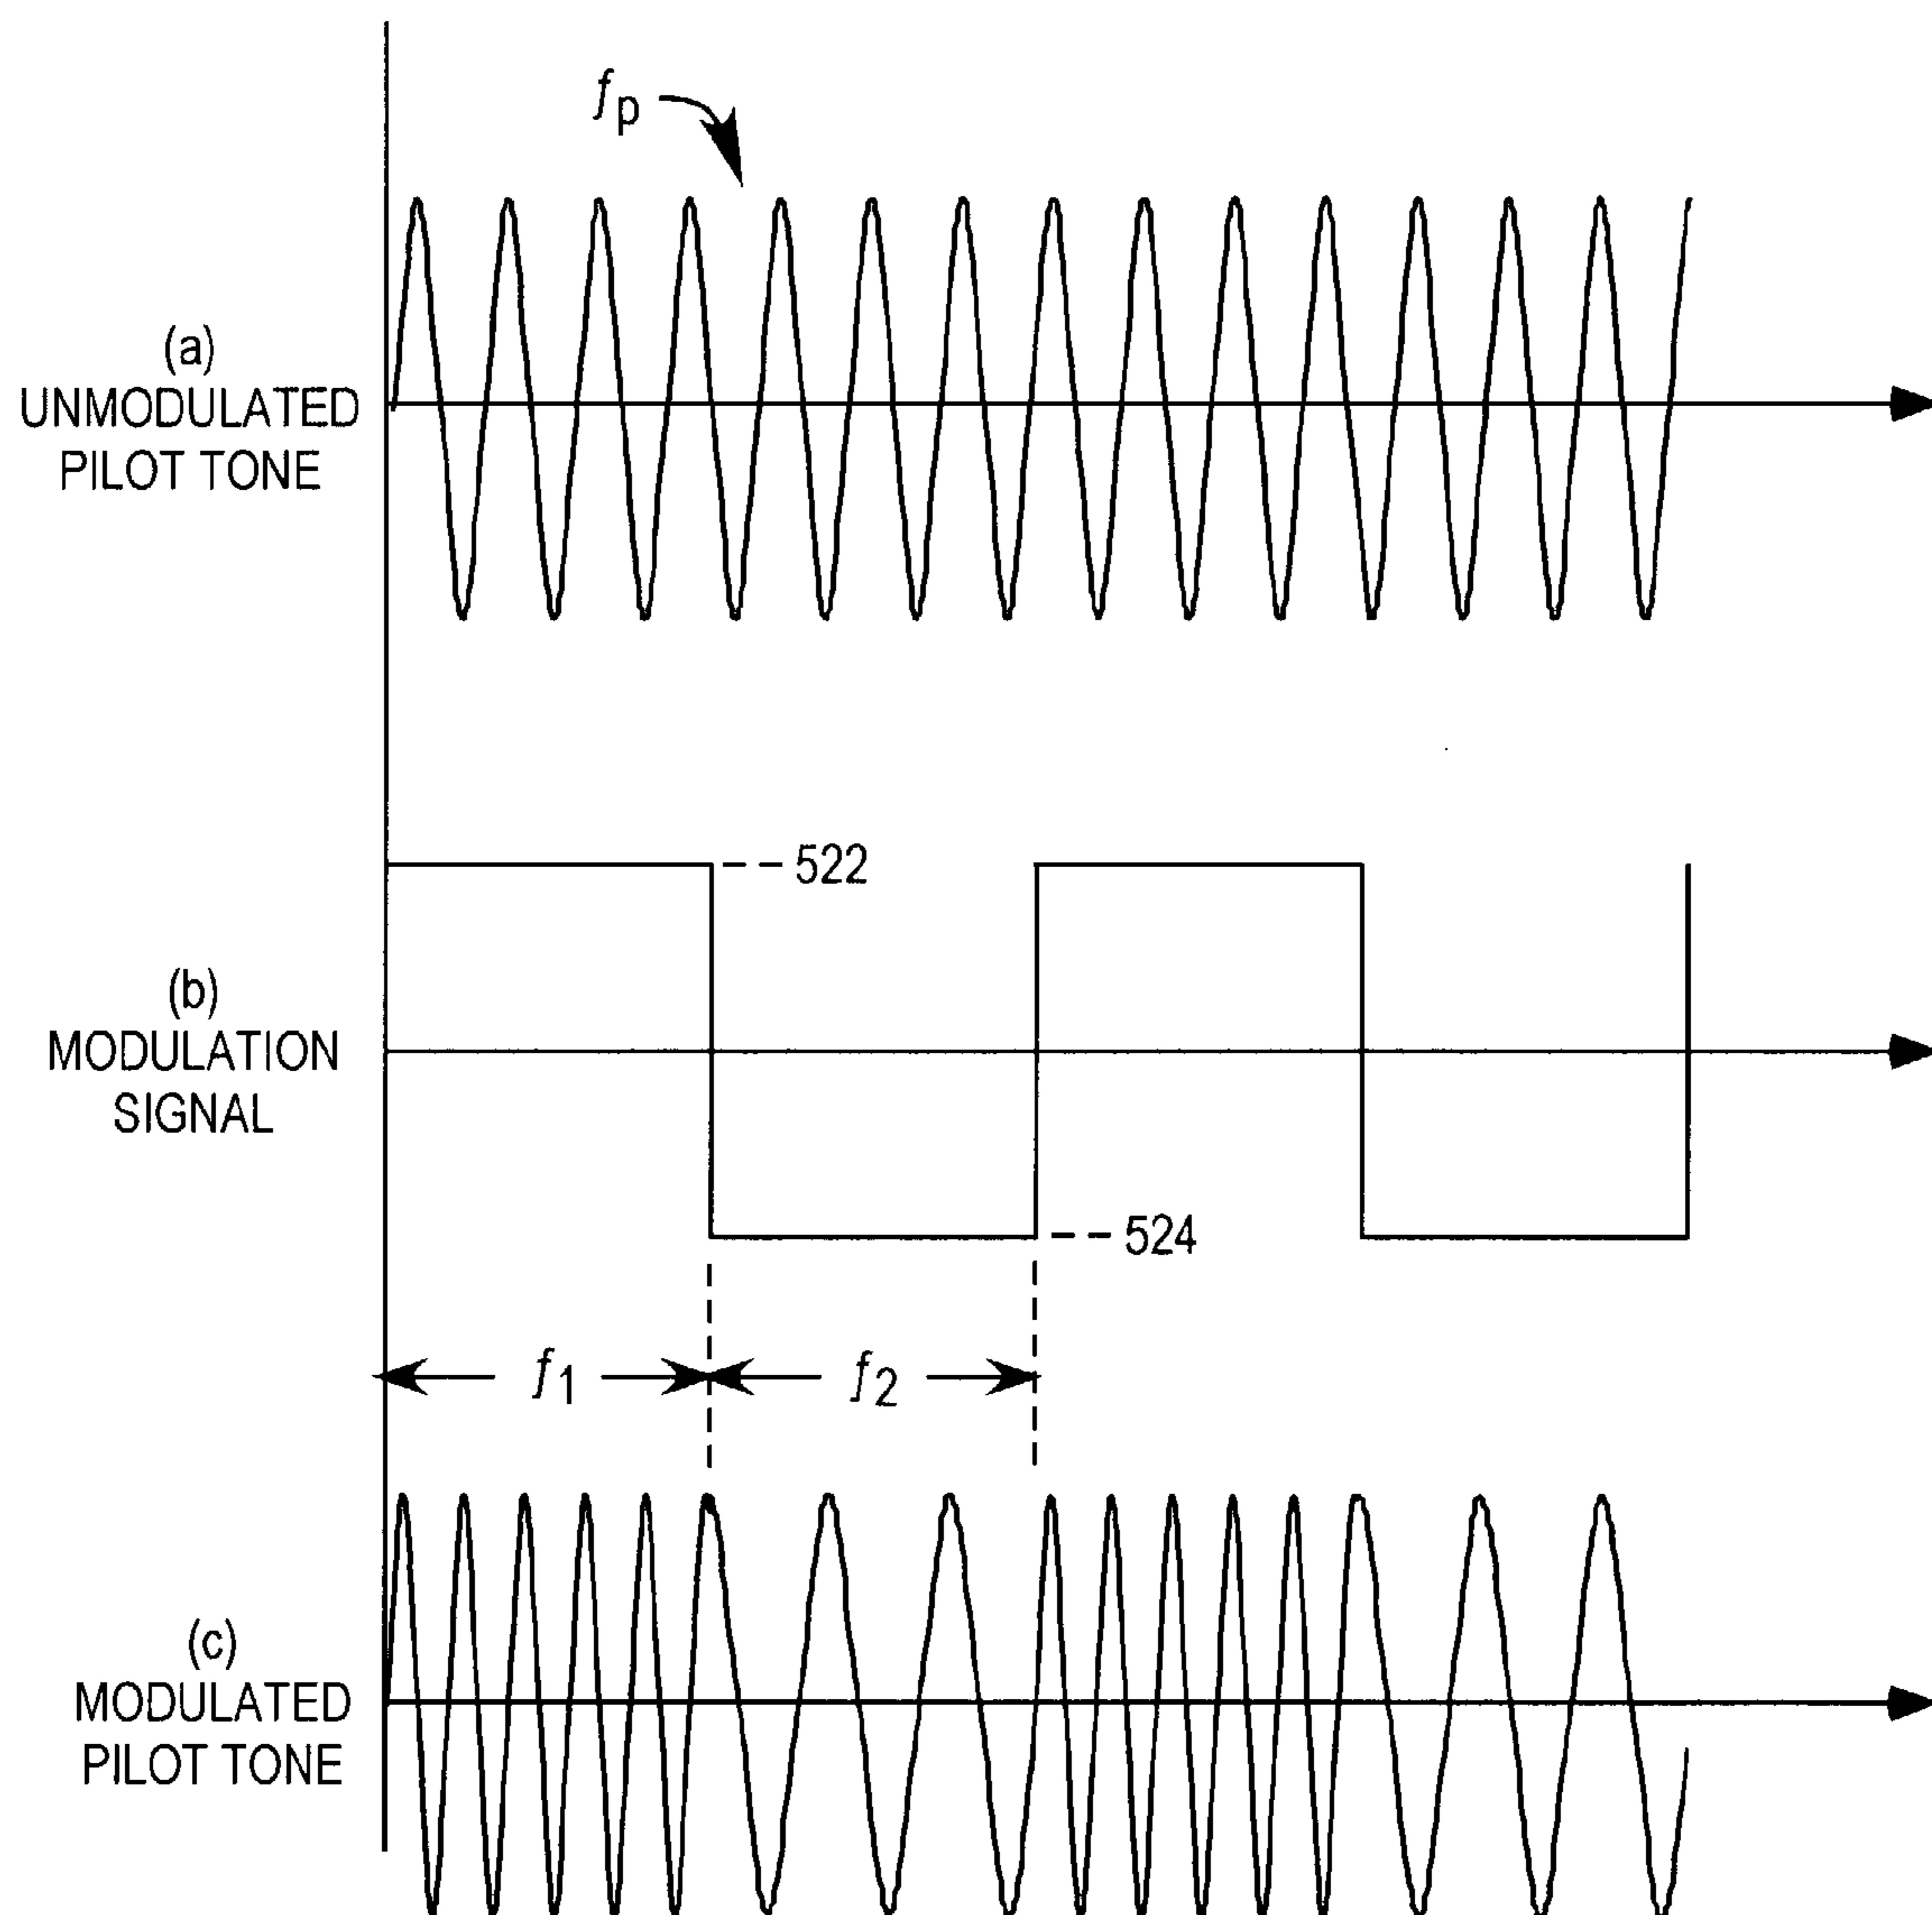 fp
(a)
UNMODULATED
PILOT TONE
522
(b)
MODULATION
SIGNAL
524
f1
f2
(c)
MODULATED
PILOT TONE